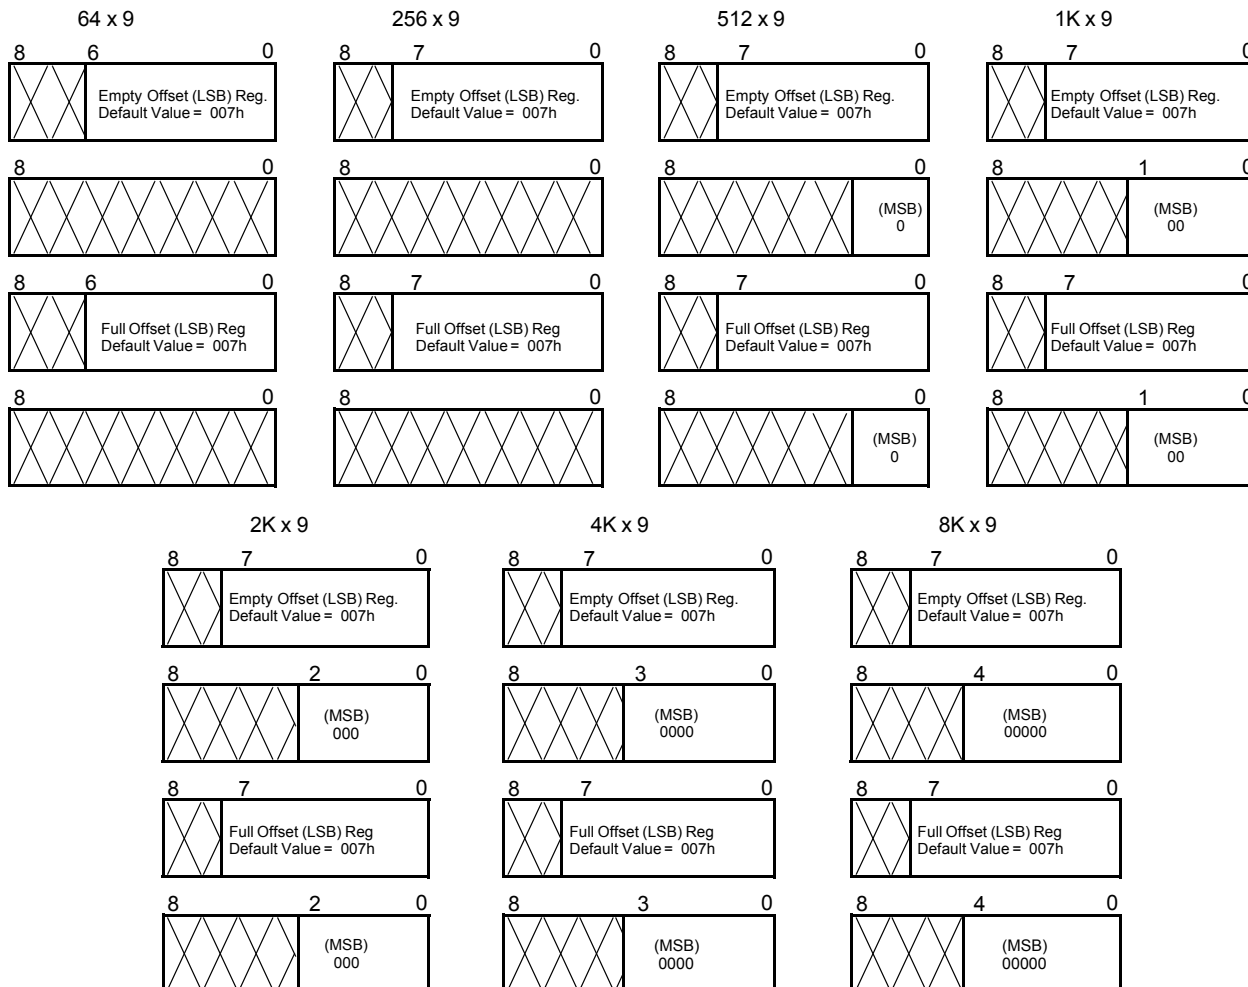 64 x 9 256 x 9 512 x 9 1K x 9
8 6 0 8 7 0 8 7 0 8 7 0
Empty Offset (LSB) Reg. Empty Offset (LSB) Reg. Empty Offset (LSB) Reg. Empty Offset (LSB) Reg.
Default Value = 007h Default Value = 007h Default Value = 007h Default Value = 007h
8 0 8 0 8 0 8 1 0
(MSB) (MSB)
0 00
8 6 0 8 7 0 8 7 0 8 7 0
Full Offset (LSB) Reg Full Offset (LSB) Reg Full Offset (LSB) Reg Full Offset (LSB) Reg
Default Value = 007h Default Value = 007h Default Value = 007h Default Value = 007h
8 0 8 0 8 0 8 1 0
(MSB) (MSB)
0 00
2K x 9 4K x 9 8K x 9
8 7 0 8 7 0 8 7 0
Empty Offset (LSB) Reg. Empty Offset (LSB) Reg. Empty Offset (LSB) Reg.
Default Value = 007h Default Value = 007h Default Value = 007h
8 2 0 8 3 0 8 4 0
(MSB) (MSB) (MSB)
000 0000 00000
8 7 0 8 7 0 8 7 0
Full Offset (LSB) Reg Full Offset (LSB) Reg Full Offset (LSB) Reg
Default Value = 007h Default Value = 007h Default Value = 007h
8 2 0 8 3 0 8 4 0
(MSB) (MSB) (MSB)
000 0000 00000